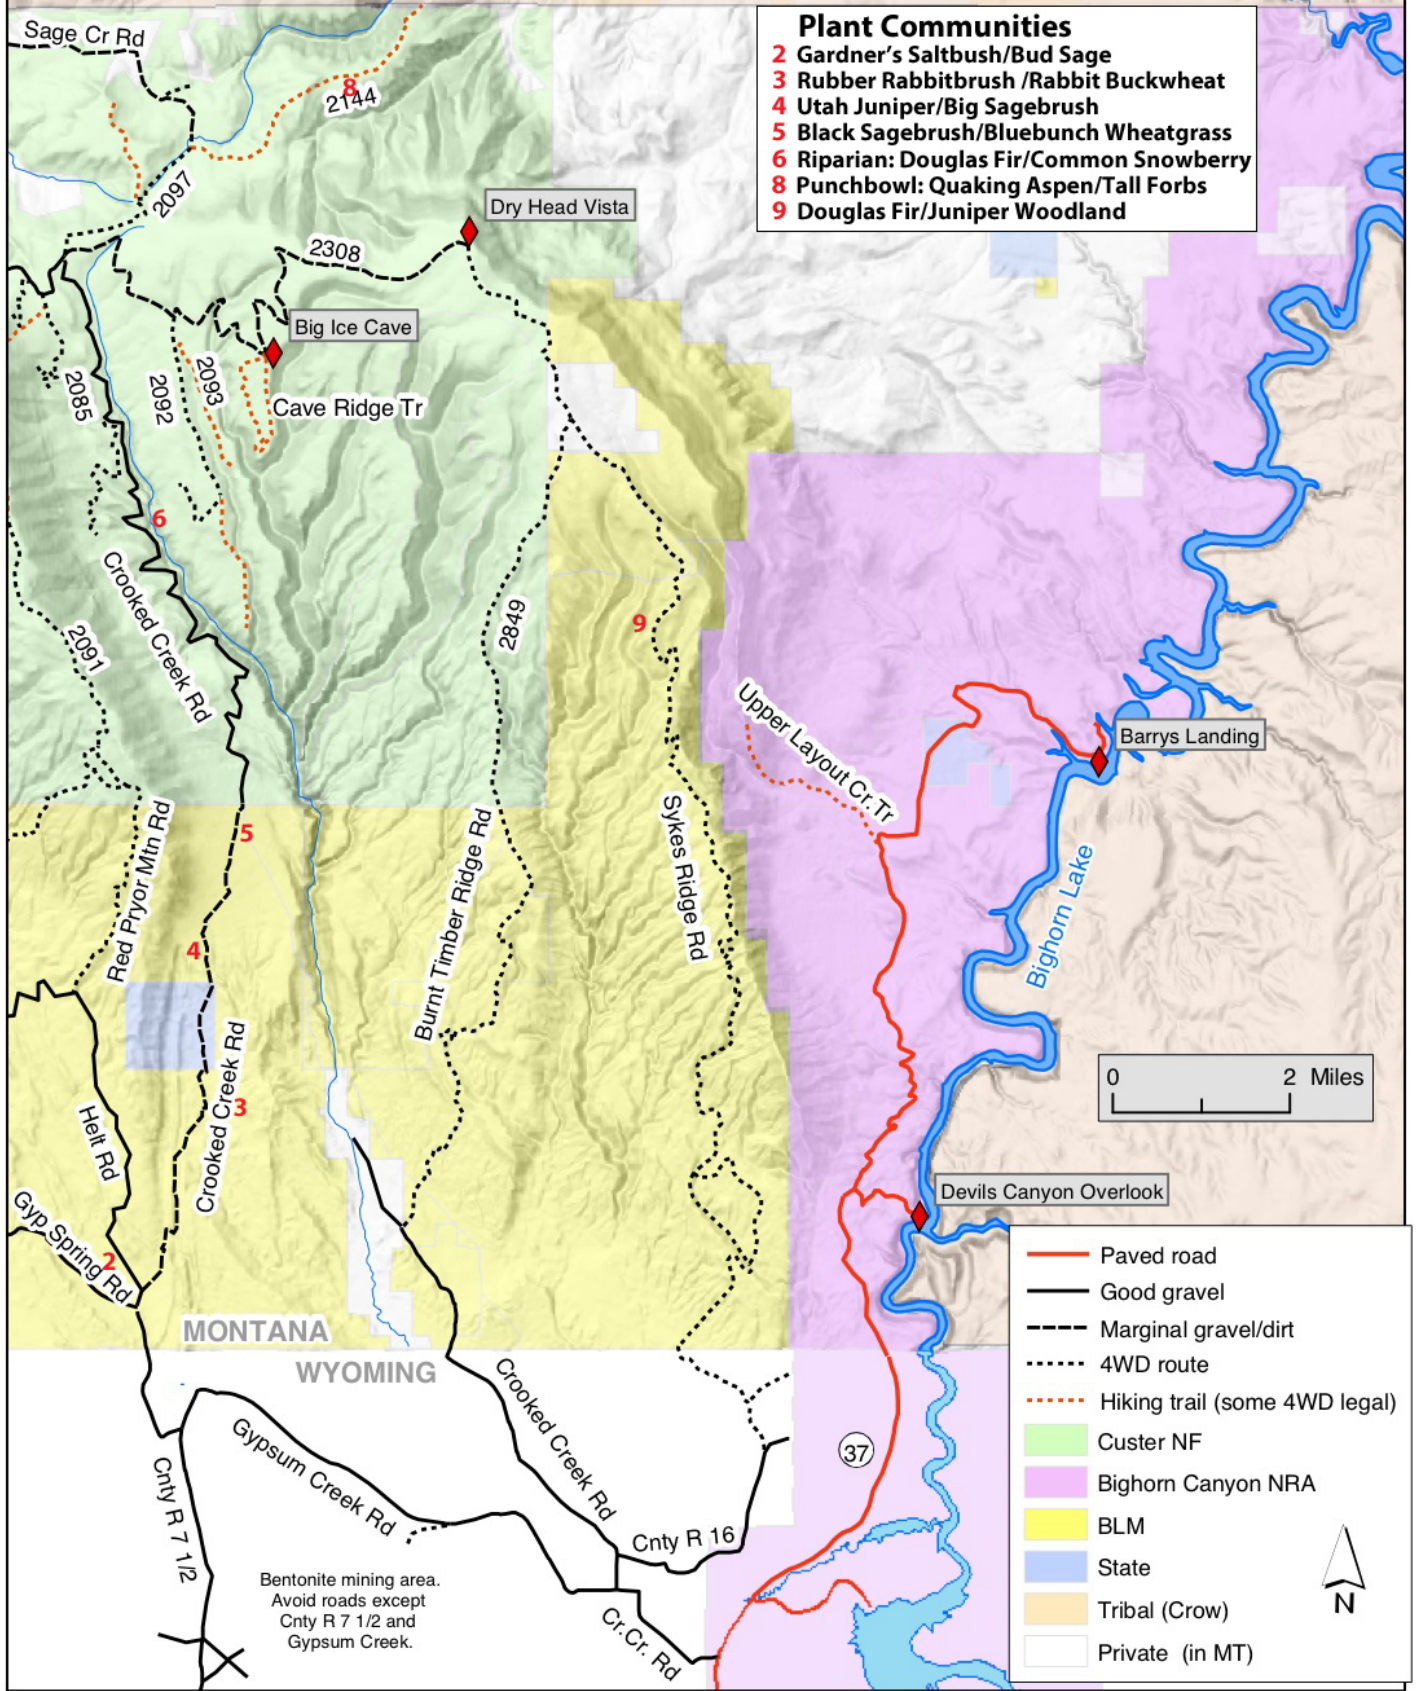 Sage Cr Rd
Plant Communities
2 Gardner's Saltbush/Bud Sage
3 Rubber Rabbitbrush /Rabbit Buckwheat
4 Utah Juniper/Big Sagebrush
5 Black Sagebrush/Bluebunch Wheatgrass
6 Riparian: Douglas Fir/Common Snowberry
8 Punchbowl: Quaking Aspen/Tall Forbs
9 Douglas Fir/Juniper Woodland
8
2144
2097
Dry Head Vista
2308
Big Ice Cave
2085
2092
2093
Cave Ridge Tr
6
Crooked Creek Rd
2091
2849
9
Upper Layout Cr. Tr
Barrys Landing
5
Red Pryor Mtn Rd
Burnt Timber Ridge Rd
Sykes Ridge Rd
Bighorn Lake
4
Crooked Creek Rd
3
0 2 Miles
Helt Rd
Gyp Spring Rd
2
Devils Canyon Overlook
MONTANA
WYOMING
Crooked Creek Rd
Gypsum Creek Rd
Cnty R 7 1/2
37
Cnty R 16
Cr. Cr. Rd
Bentonite mining area.
Avoid roads except
Cnty R 7 1/2 and
Gypsum Creek.
Paved road
Good gravel
Marginal gravel/dirt
4WD route
Hiking trail (some 4WD legal)
Custer NF
Bighorn Canyon NRA
BLM
State
Tribal (Crow)
Private (in MT)
N